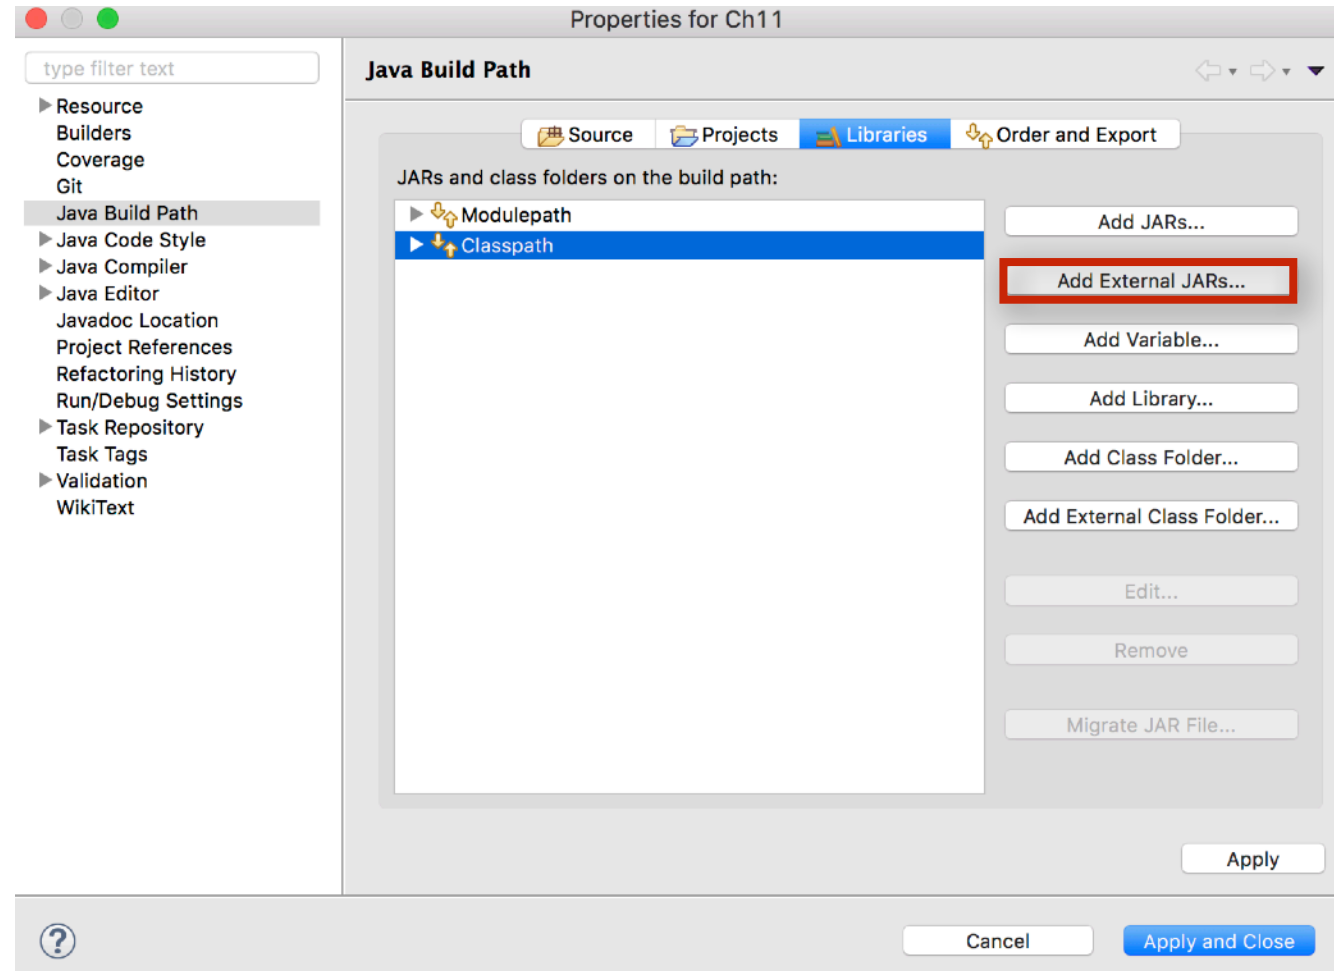 Properties for Ch11
type filter text
Resource
Builders
Coverage
Git
Java Build Path
Java Code Style
Java Compiler
Java Editor
Javadoc Location
Project References
Refactoring History
Run/Debug Settings
Task Repository
Task Tags
Validation
WikiText
Java Build Path
Source Projects Libraries Order and Export
JARs and class folders on the build path:
Modulepath
Classpath
Add JARs...
Add External JARs...
Add Variable...
Add Library...
Add Class Folder...
Add External Class Folder...
Edit...
Remove
Migrate JAR File...
Apply
?
Cancel
Apply and Close